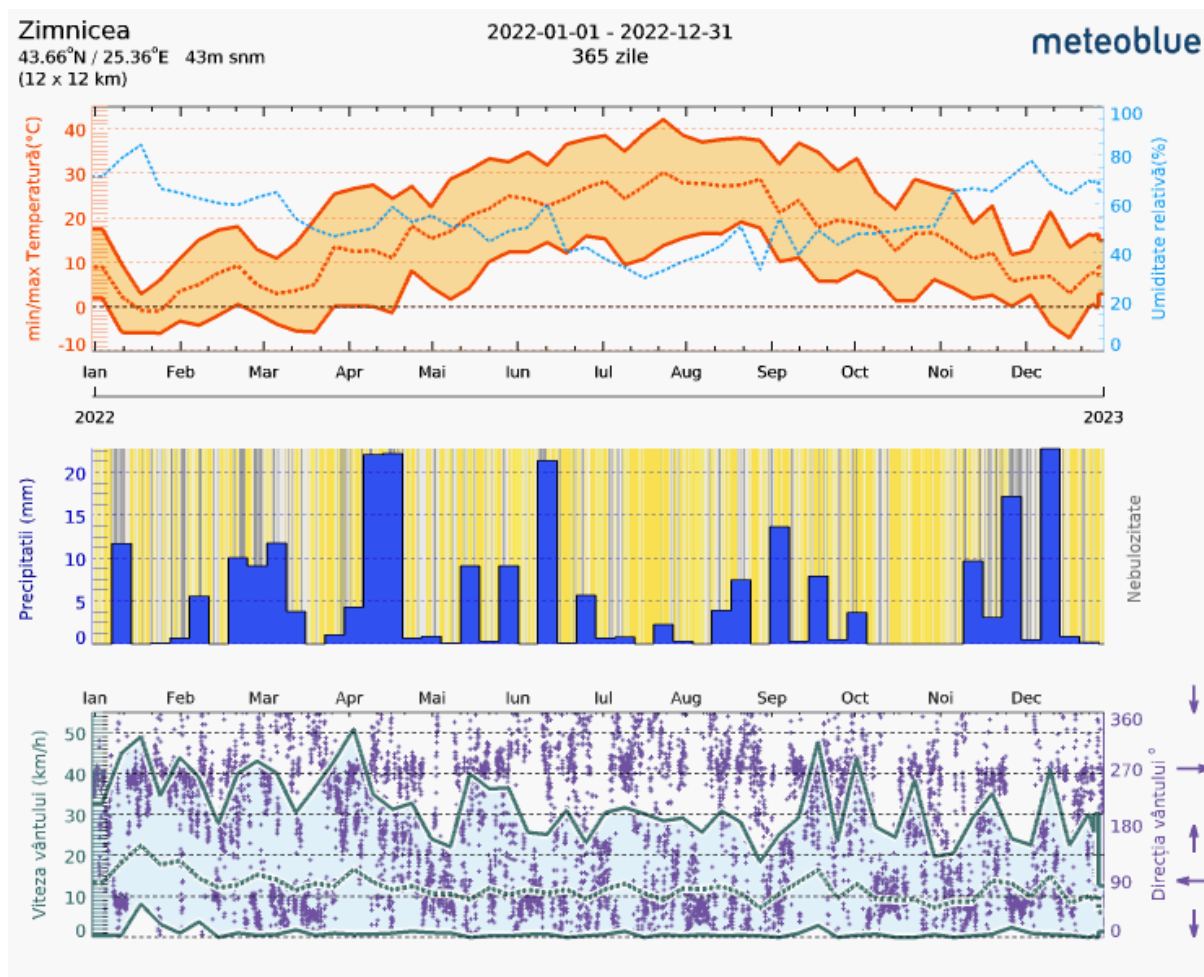 Zimnicea
2022-01-01 - 2022-12-31
meteoblue
43.66°N / 25.36°E 43m snm
365 zile
(12 x 12 km)
min/max Temperatură(°C)
40
30
20
10
0
-10
100
80
60
40
20
0
Umiditate relativă(%)
Ian Feb Mar Apr Mai Iun Iul Aug Sep Oct Noi Dec
2022 2023
Precipitatii (mm)
20
15
10
5
0
Nebulozitate
Ian Feb Mar Apr Mai Iun Iul Aug Sep Oct Noi Dec
Viteza vântului (km/h)
50
40
30
20
10
0
360
270
180
90
0
Direcția vântului °